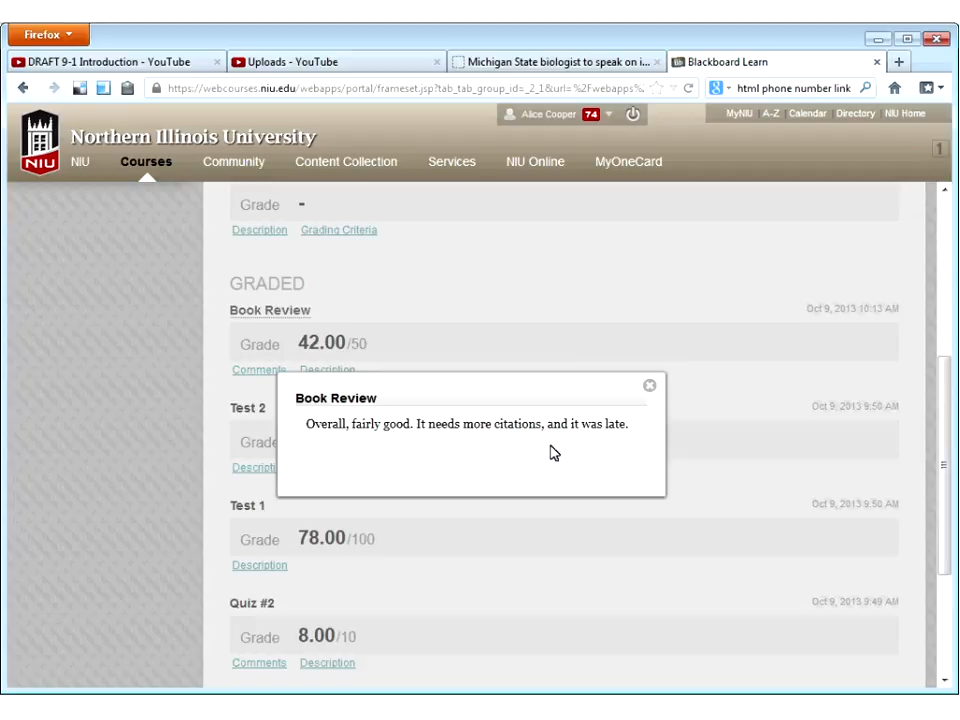 Firefox
DRAFT 9-1 Introduction - YouTube
Uploads - YouTube
Michigan State biologist to speak on i...
Blackboard Learn
https://webcourses.niu.edu/webapps/portal/frameset.jsp?tab_tab_group_id=_2_1&url=%2Fwebapps%
html phone number link
Alice Cooper 74
MyNIU | A-Z | Calendar | Directory | NIU Home
NIU
Northern Illinois University
1
NIU Courses Community Content Collection Services NIU Online MyOneCard
Grade -
Description Grading Criteria
GRADED
Book Review Oct 9, 2013 10:13 AM
Grade 42.00/50
Comments Description
Book Review
Overall, fairly good. It needs more citations, and it was late.
Test 2 Oct 9, 2013 9:50 AM
Grade
Descripti
Test 1 Oct 9, 2013 9:50 AM
Grade 78.00/100
Description
Quiz #2 Oct 9, 2013 9:49 AM
Grade 8.00/10
Comments Description